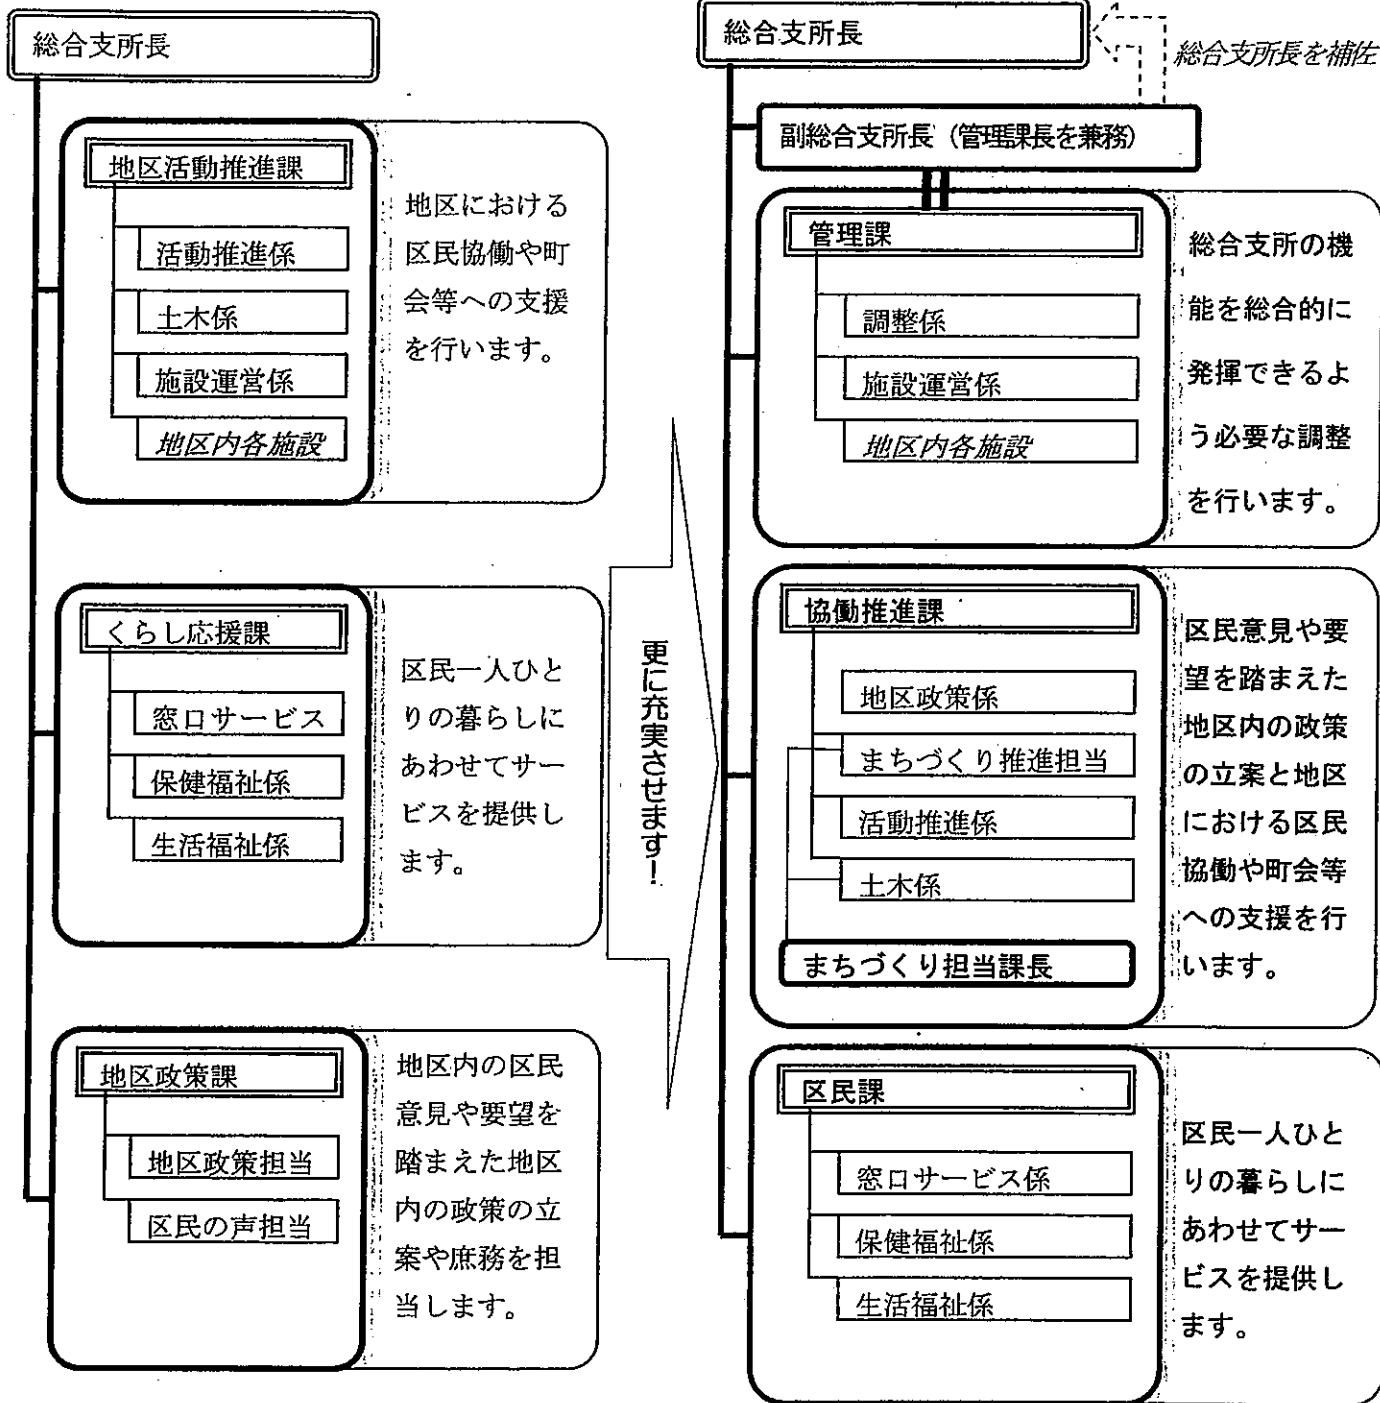 総合支所長
地区活動推進課
活動推進係
土木係
施設運営係
地区内各施設
地区における
区民協働や町
会等への支援
を行います。
くらし応援課
窓口サービス
保健福祉係
生活福祉係
区民一人ひと
りの暮らしに
あわせてサー
ビスを提供し
ます。
地区政策課
地区政策担当
区民の声担当
地区内の区民
意見や要望を
踏まえた地区
内の政策の立
案や庶務を担
当します。
更に充実させます!
総合支所長
総合支所長を補佐
副総合支所長（管理課長を兼務）
管理課
調整係
施設運営係
地区内各施設
総合支所の機
能を総合的に
発揮できるよ
う必要な調整
を行います。
協働推進課
地区政策係
まちづくり推進担当
活動推進係
土木係
まちづくり担当課長
区民意見や要
望を踏まえた
地区内の政策
の立案と地区
における区民
協働や町会等
への支援を行
います。
区民課
窓口サービス係
保健福祉係
生活福祉係
区民一人ひと
りの暮らしに
あわせてサー
ビスを提供し
ます。